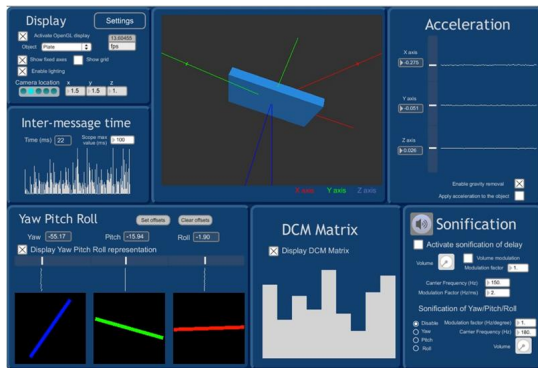 Display
Settings
Activate OpenGL display
13.60455
Object
Plate
fps
Show fixed axes
Show grid
Enable lighting
Camera location
x
y
z
1.5
1.5
1.
Inter-message time
Time (ms)
22
Scope max
value (ms)
100
X axis
Y axis
Z axis
Acceleration
X axis
-0.275
Y axis
-0.051
Z axis
0.026
Enable gravity removal
Apply acceleration to the object
Yaw Pitch Roll
Set offsets
Clear offsets
Yaw
-55.17
Pitch
-15.94
Roll
-1.90
Display Yaw Pitch Roll representation
DCM Matrix
Display DCM Matrix
Sonification
Activate sonification of delay
Volume
Volume modulation
Modulation factor
1.
Carrier Frequency (Hz)
150.
Modulation Factor (Hz/ms)
2.
Sonification of Yaw/Pitch/Roll
Disable
Modulation factor (Hz/degree)
1.
Yaw
Carrier Frequency (Hz)
180.
Pitch
Roll
Volume